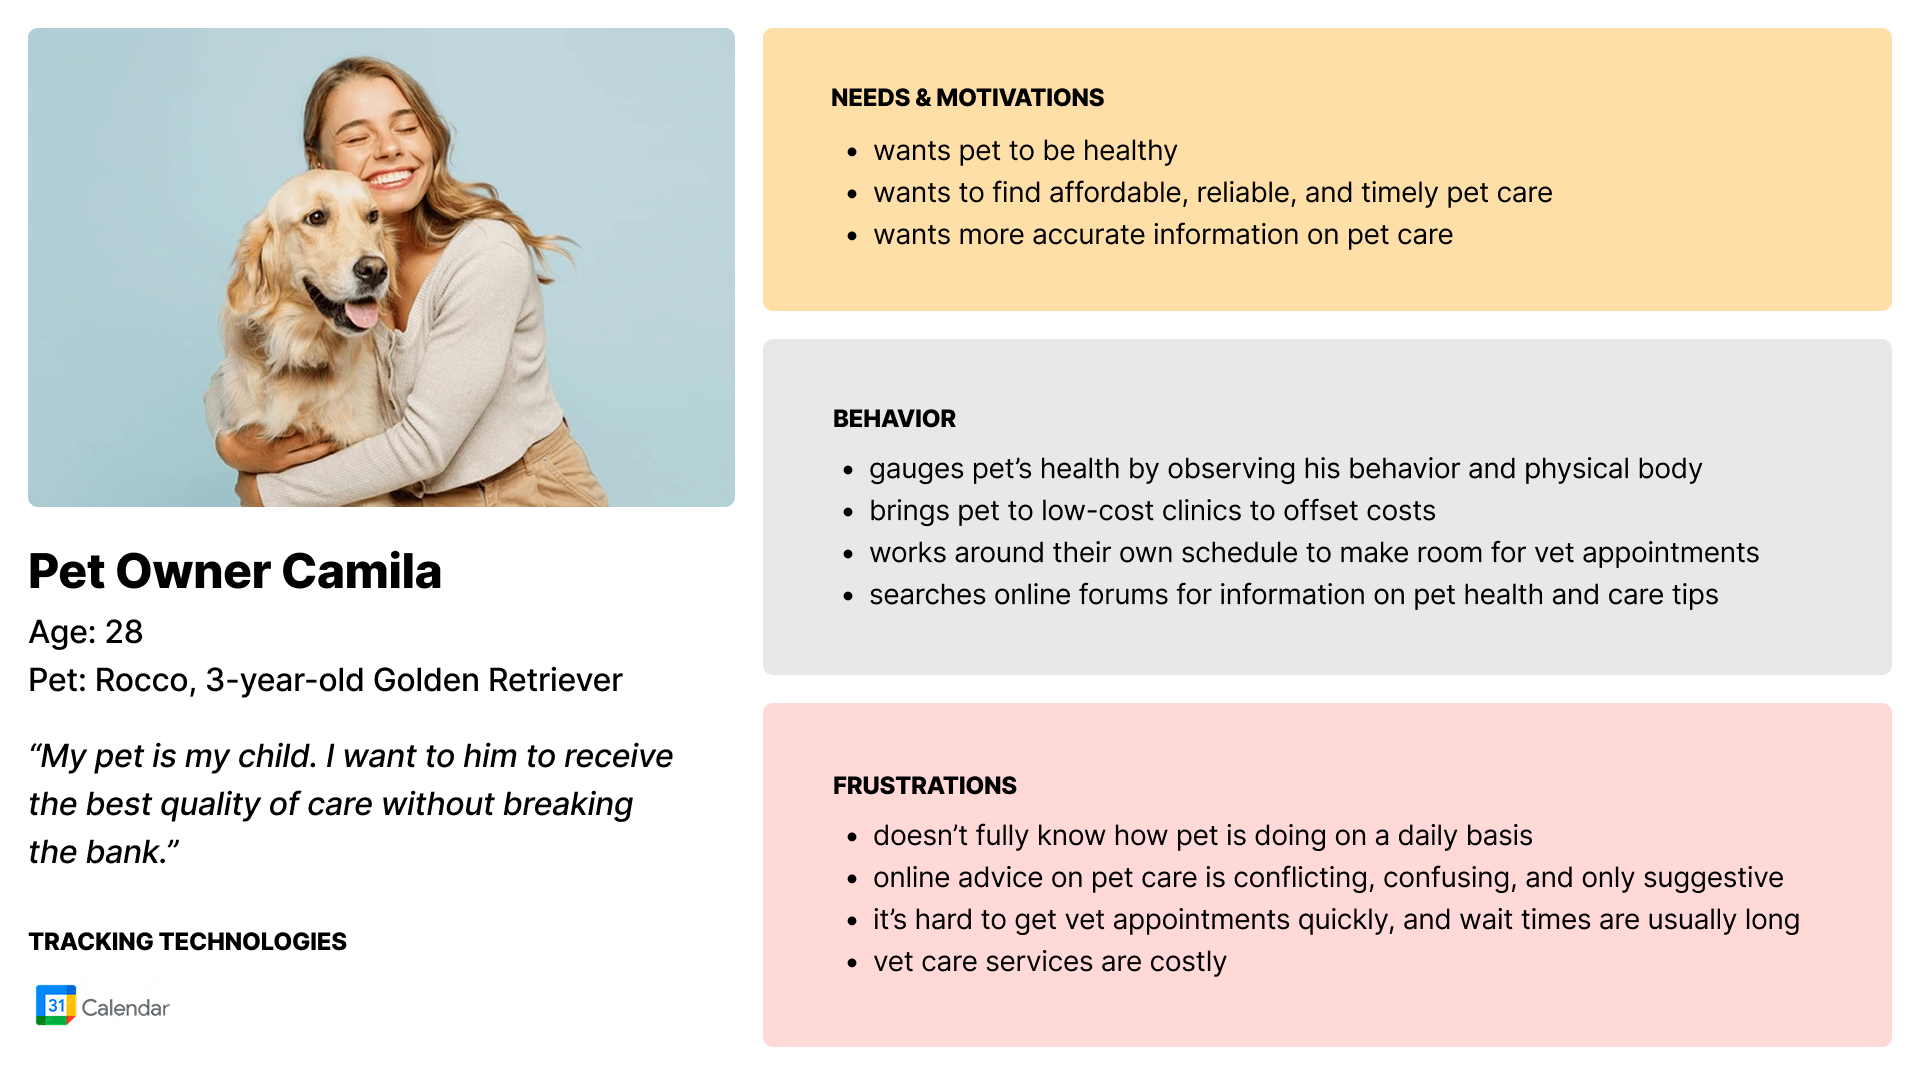 Pet Owner Camila
Age: 28
Pet: Rocco, 3-year-old Golden Retriever
“My pet is my child. I want to him to receive
the best quality of care without breaking
the bank.”
TRACKING TECHNOLOGIES
31 Calendar
NEEDS & MOTIVATIONS
• wants pet to be healthy
• wants to find affordable, reliable, and timely pet care
• wants more accurate information on pet care
BEHAVIOR
• gauges pet’s health by observing his behavior and physical body
• brings pet to low-cost clinics to offset costs
• works around their own schedule to make room for vet appointments
• searches online forums for information on pet health and care tips
FRUSTRATIONS
• doesn’t fully know how pet is doing on a daily basis
• online advice on pet care is conflicting, confusing, and only suggestive
• it’s hard to get vet appointments quickly, and wait times are usually long
• vet care services are costly